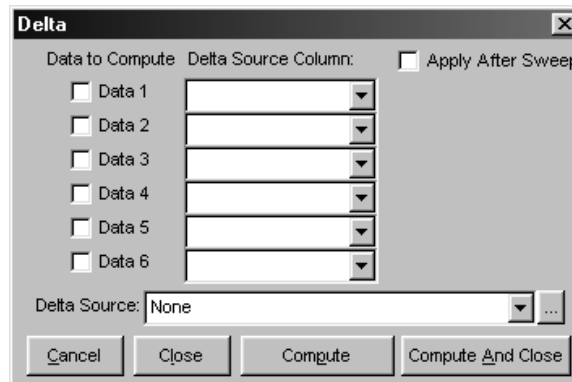 Delta
Data to Compute Delta Source Column: Apply After Sweep
Data 1
Data 2
Data 3
Data 4
Data 5
Data 6
Delta Source: None ...
Cancel Close Compute Compute And Close